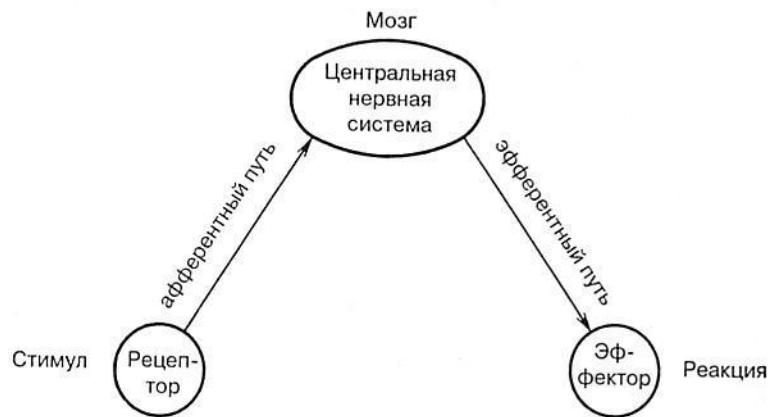 Мозг
Центральная
нервная
система
афферентный путь
эфферентный путь
Стимул
Рецеп-
тор
Эф-
фектор
Реакция